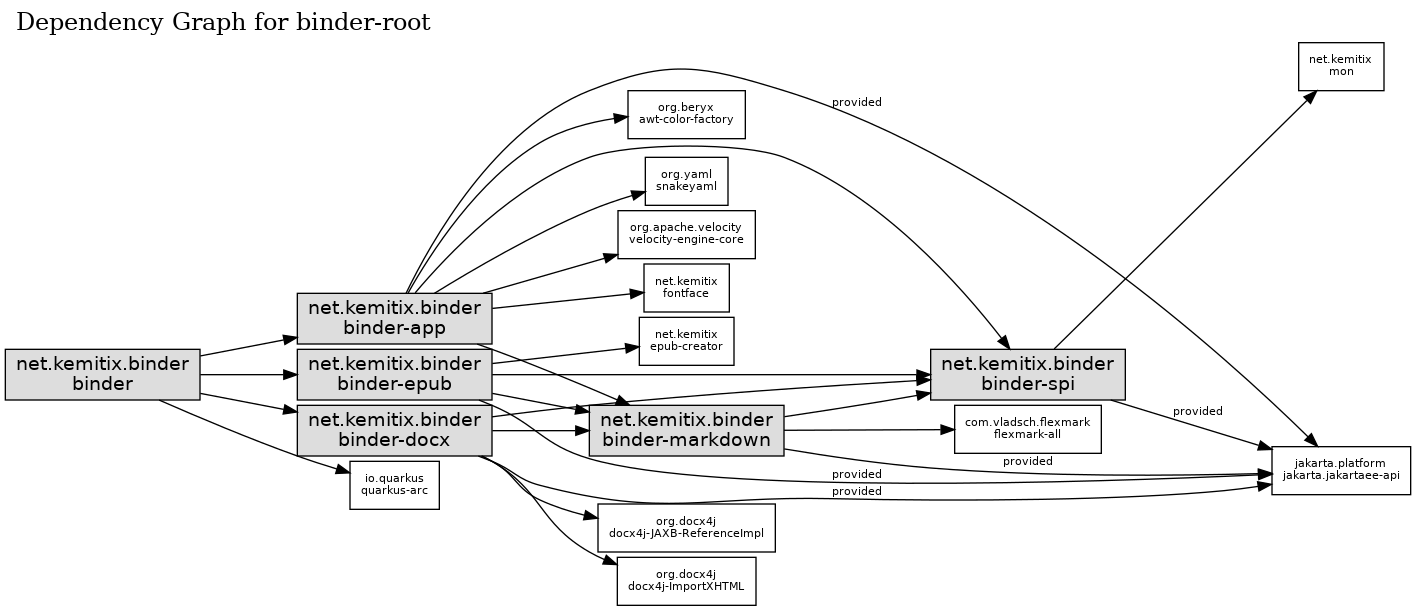 Dependency Graph for binder-root
net.kemitix
mon
provided
org.beryx
awt-color-factory
org.yaml
snakeyaml
org.apache.velocity
velocity-engine-core
net.kemitix
fontface
net.kemitix.binder
binder-app
net.kemitix
epub-creator
net.kemitix.binder
binder
net.kemitix.binder
binder-epub
net.kemitix.binder
binder-spi
net.kemitix.binder
binder-docx
net.kemitix.binder
binder-markdown
com.vladsch.flexmark
flexmark-all
provided
provided
jakarta.platform
jakarta.jakartaee-api
io.quarkus
quarkus-arc
provided
provided
org.docx4j
docx4j-JAXB-ReferenceImpl
org.docx4j
docx4j-ImportXHTML